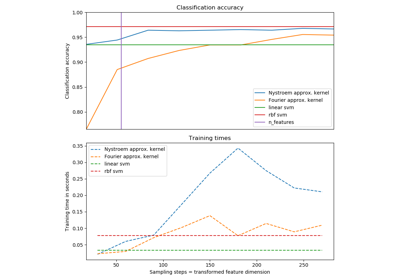 Classification accuracy
1.00
0.95
0.90
0.85
0.80
Classification accuracy
Nystroem approx. kernel
Fourier approx. kernel
linear svm
rbf svm
n_features
Training times
0.35
0.30
0.25
0.20
0.15
0.10
0.05
Training time in seconds
Nystroem approx. kernel
Fourier approx. kernel
linear svm
rbf svm
50
100
150
200
250
Sampling steps = transformed feature dimension